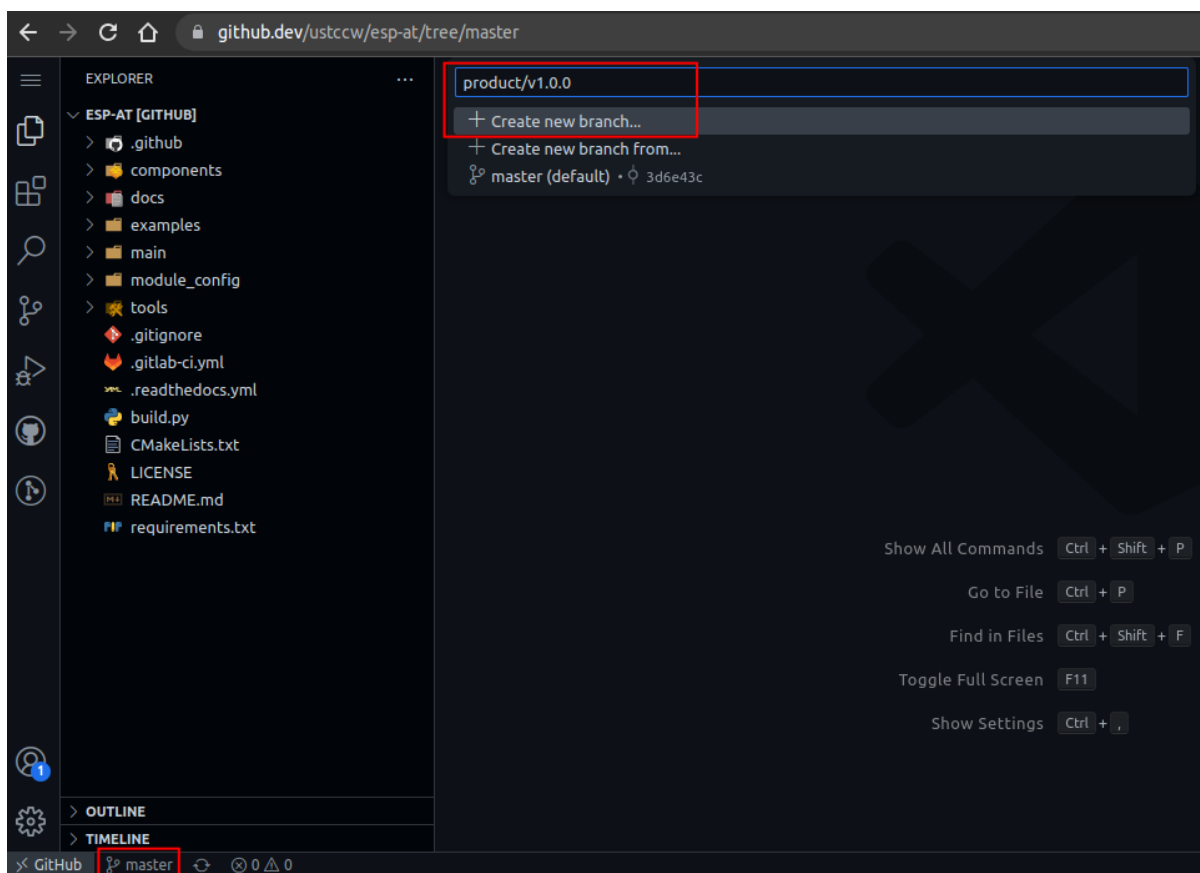 github.dev/ustccw/esp-at/tree/master
EXPLORER
product/v1.0.0
ESP-AT [GITHUB]
Create new branch...
.github
Create new branch from...
components
master (default) • 3d6e43c
docs
examples
main
module_config
tools
.gitignore
.gitlab-ci.yml
.readthedocs.yml
build.py
CMakeLists.txt
LICENSE
README.md
requirements.txt
Show All Commands Ctrl + Shift + P
Go to File Ctrl + P
Find in Files Ctrl + Shift + F
Toggle Full Screen F11
Show Settings Ctrl + ,
1
OUTLINE
TIMELINE
GitHub master 0 0